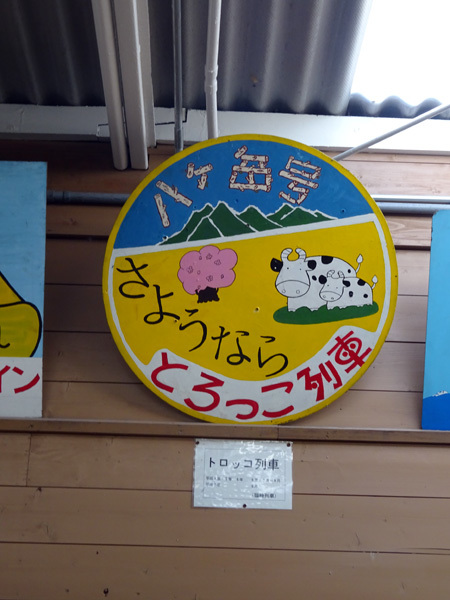 八ヶ岳
さようなら
とろっこ列車
イン
トロッコ列車